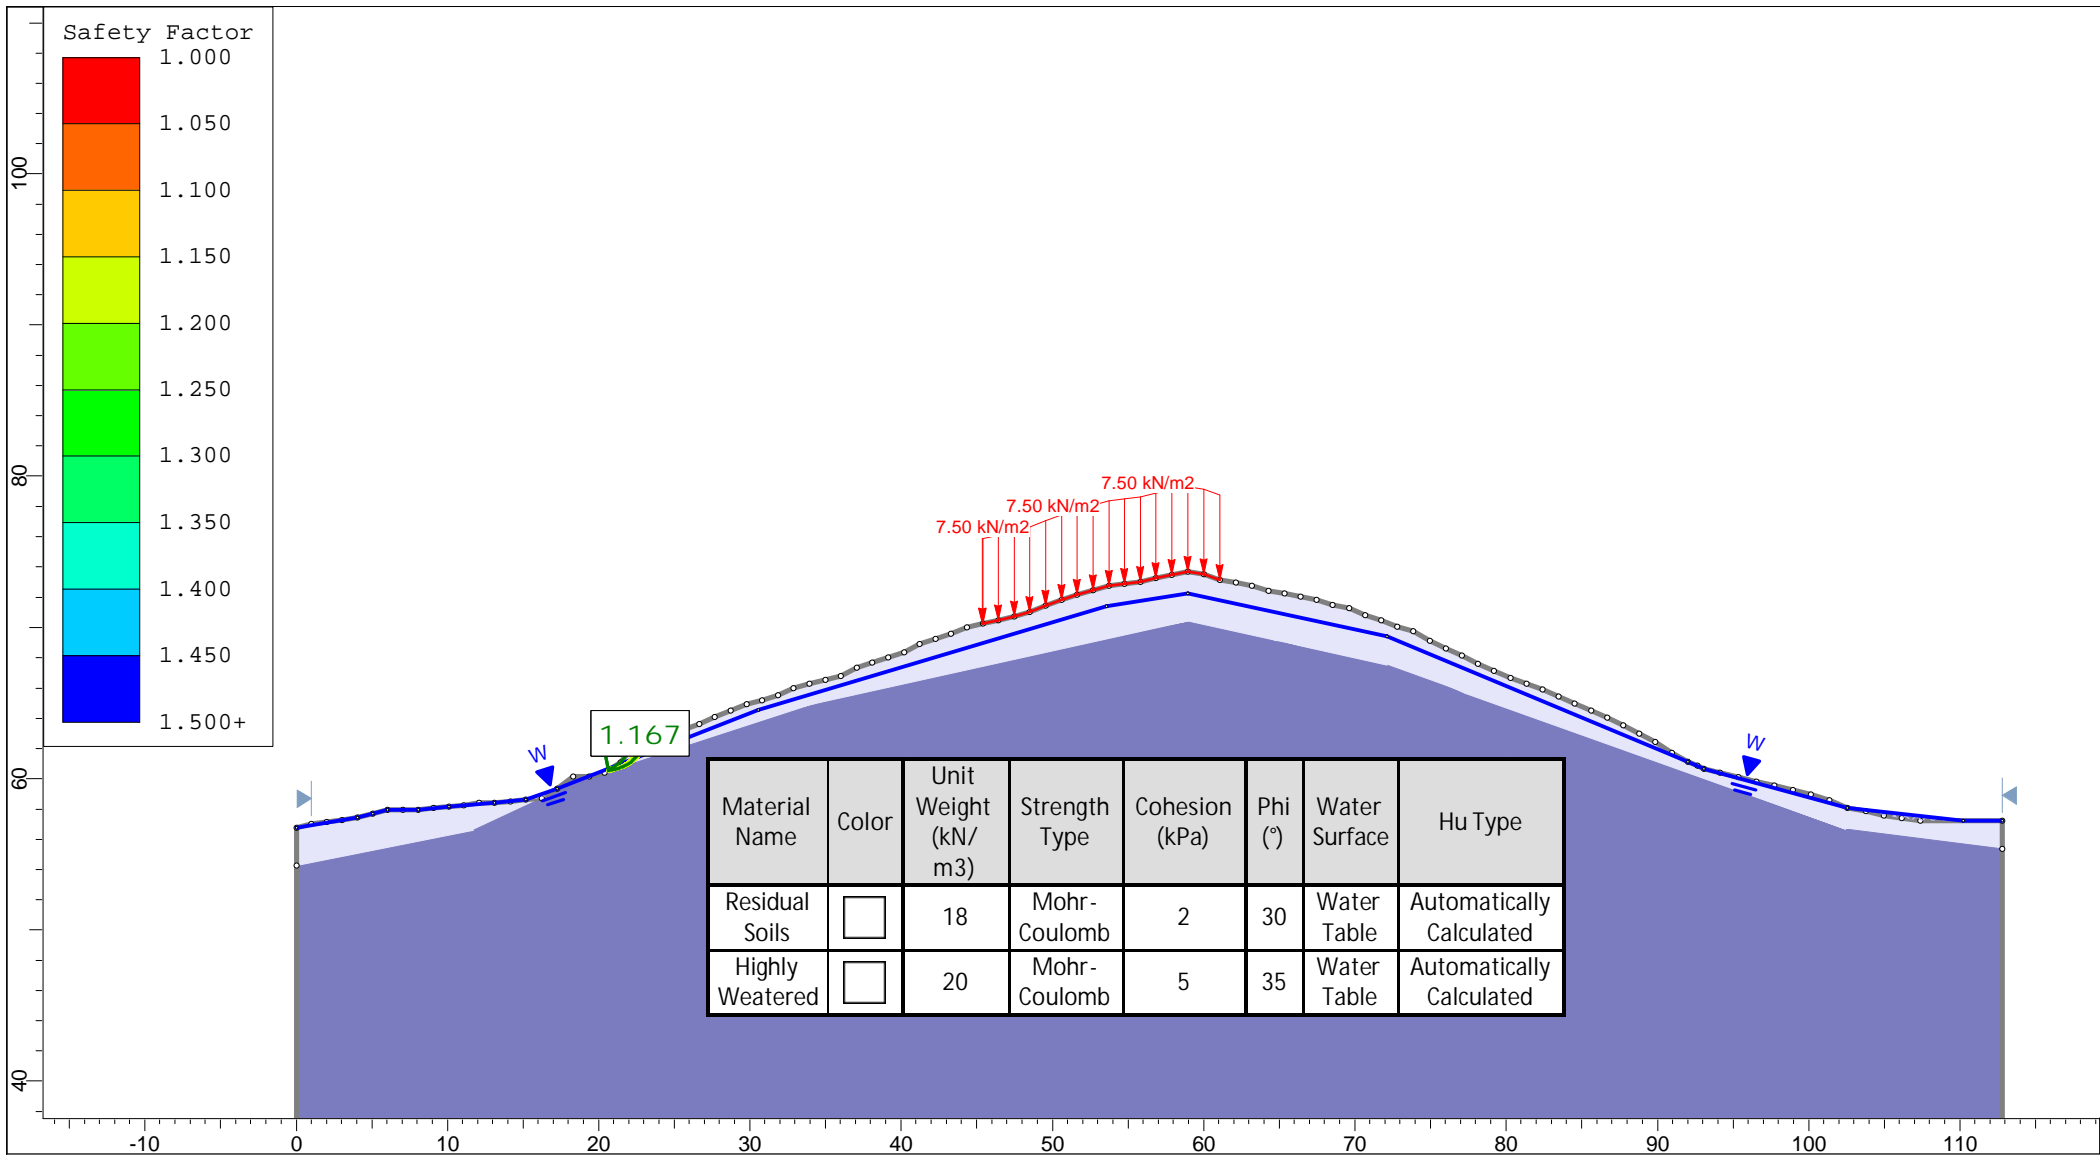 Safety Factor
1.000
1.050
1.100
1.150
1.200
1.250
1.300
1.350
1.400
1.450
1.500+
100
80
60
40
7.50 kN/m2
7.50 kN/m2
7.50 kN/m2
1.167
W
W
Material Name Color Unit Weight (kN/ m3) Strength Type Cohesion (kPa) Phi (°) Water Surface Hu Type
Residual Soils 18 Mohr-Coulomb 2 30 Water Table Automatically Calculated
Highly Weatered 20 Mohr-Coulomb 5 35 Water Table Automatically Calculated
-10 0 10 20 30 40 50 60 70 80 90 100 110